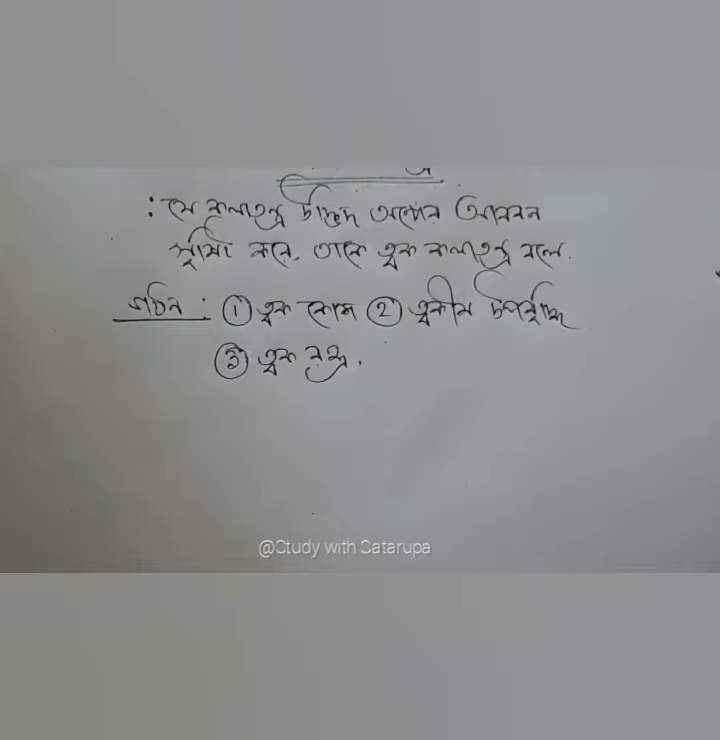 : যে কলাতন্ত্র উদ্ভিদ অঙ্গের আবরন
সৃষ্টি করে, তাকে ত্বক কলাতন্ত্র বলে.
গঠন : ① ত্বক কোষ ② ত্বকীয় উপবৃদ্ধি
③ ত্বক রন্ধ্র.
@Study with Satarupa